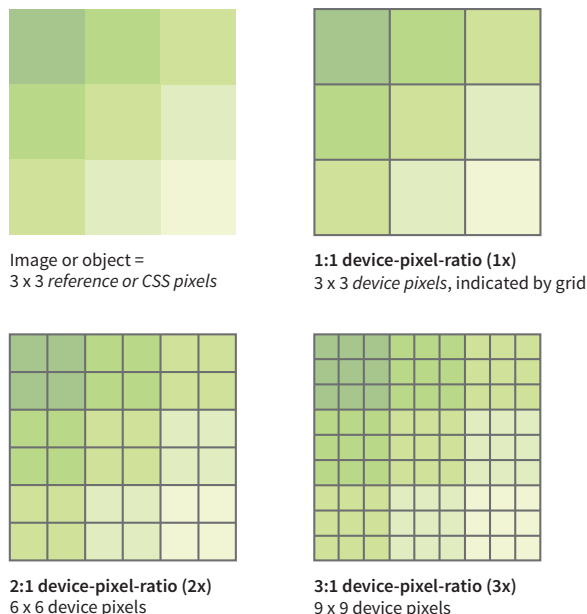 Image or object =
3 x 3 reference or CSS pixels
1:1 device-pixel-ratio (1x)
3 x 3 device pixels, indicated by grid
2:1 device-pixel-ratio (2x)
6 x 6 device pixels
3:1 device-pixel-ratio (3x)
9 x 9 device pixels